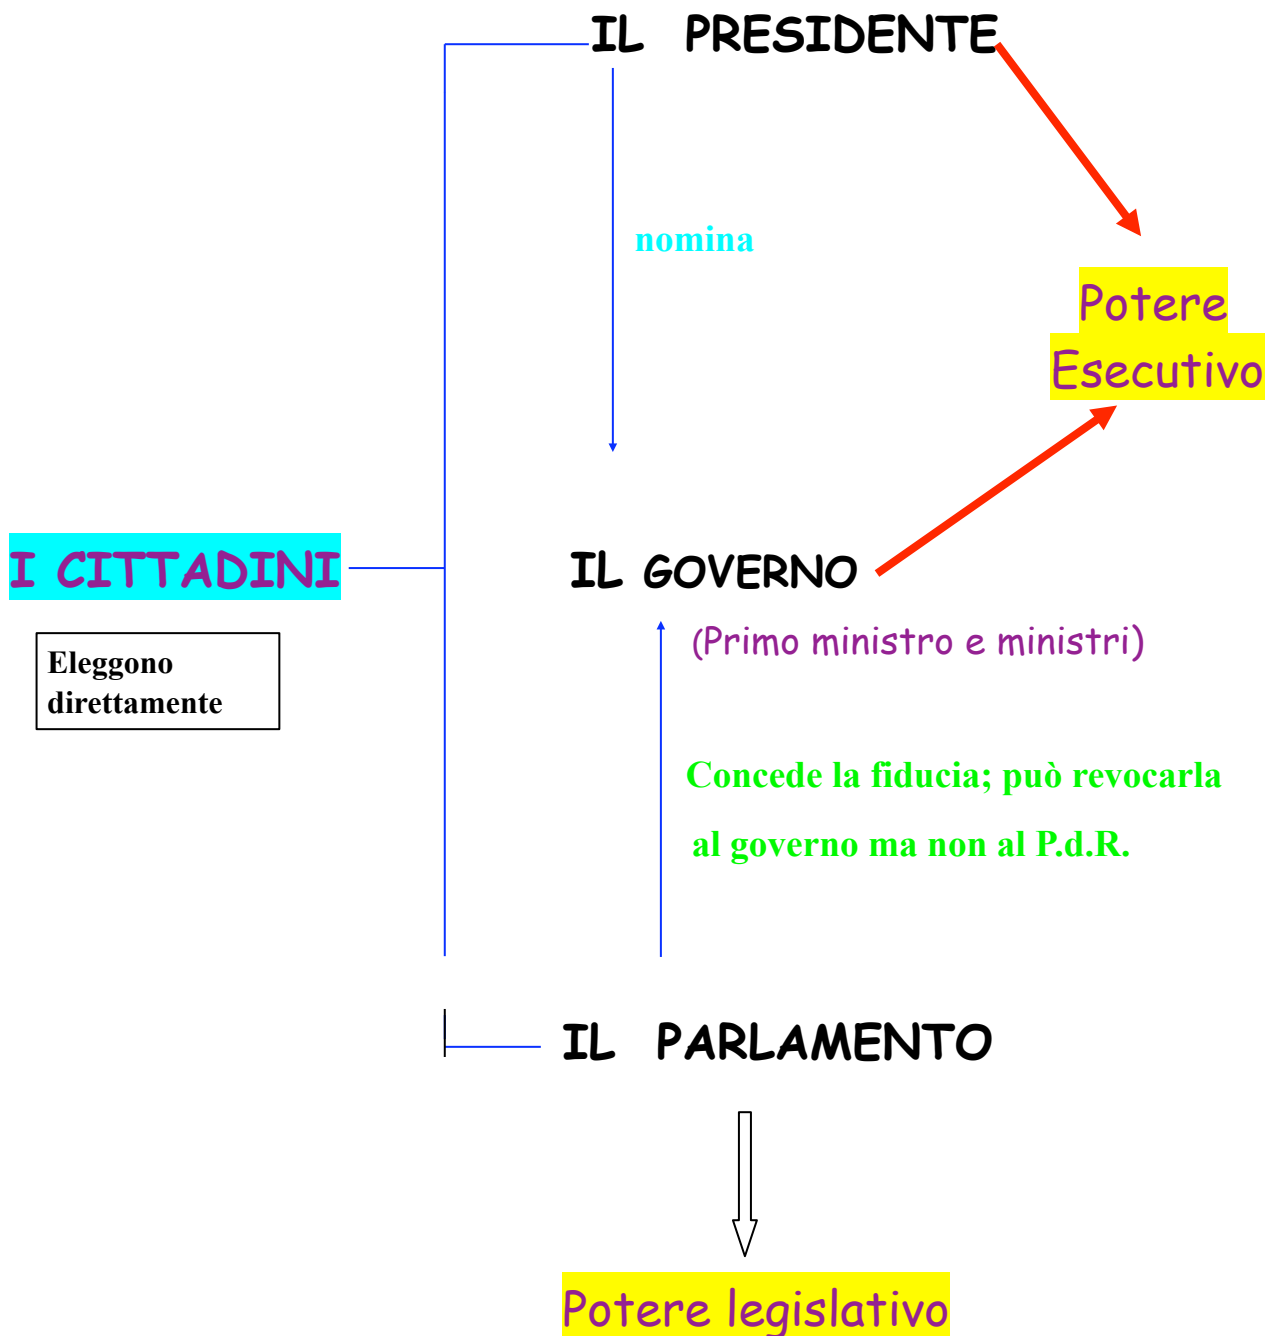 IL PRESIDENTE
nomina
Potere
Esecutivo
I CITTADINI
IL GOVERNO
(Primo ministro e ministri)
Eleggono
direttamente
Concede la fiducia; può revocarla
al governo ma non al P.d.R.
IL PARLAMENTO
Potere legislativo